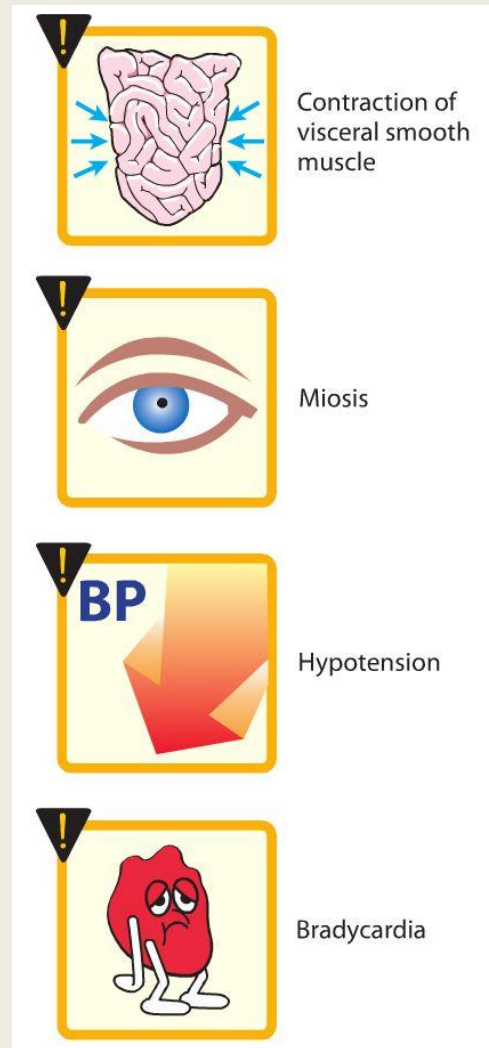 !
Contraction of
visceral smooth
muscle
!
Miosis
!
BP
Hypotension
!
Bradycardia